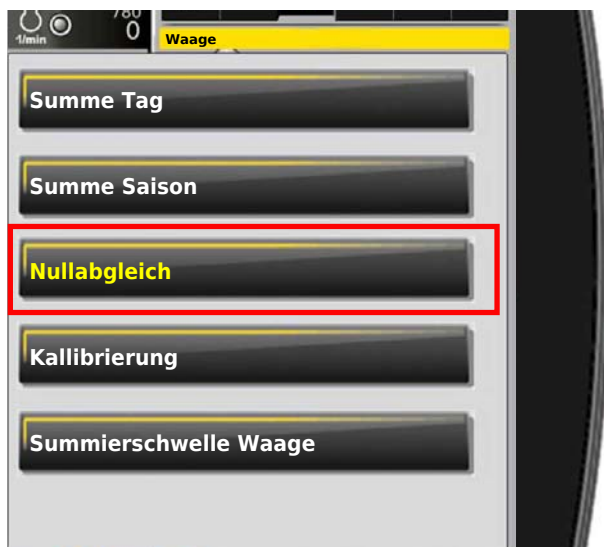 780
1/min 0
Waage
Summe Tag
Summe Saison
Nullabgleich
Kallibrierung
Summierschwelle Waage